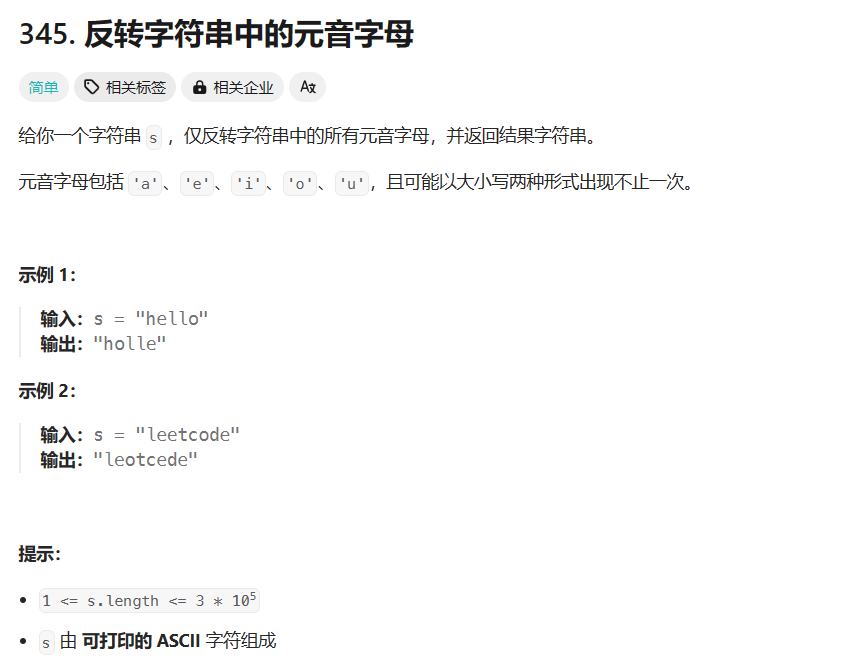 345. 反转字符串中的元音字母
简单 相关标签 相关企业 Aꭗ
给你一个字符串 s ，仅反转字符串中的所有元音字母，并返回结果字符串。
元音字母包括 'a'、'e'、'i'、'o'、'u'，且可能以大小写两种形式出现不止一次。
示例 1：
输入：s = "hello"
输出："holle"
示例 2：
输入：s = "leetcode"
输出："leotcede"
提示：
1 <= s.length <= 3 * 10⁵
s 由 可打印的 ASCII 字符组成